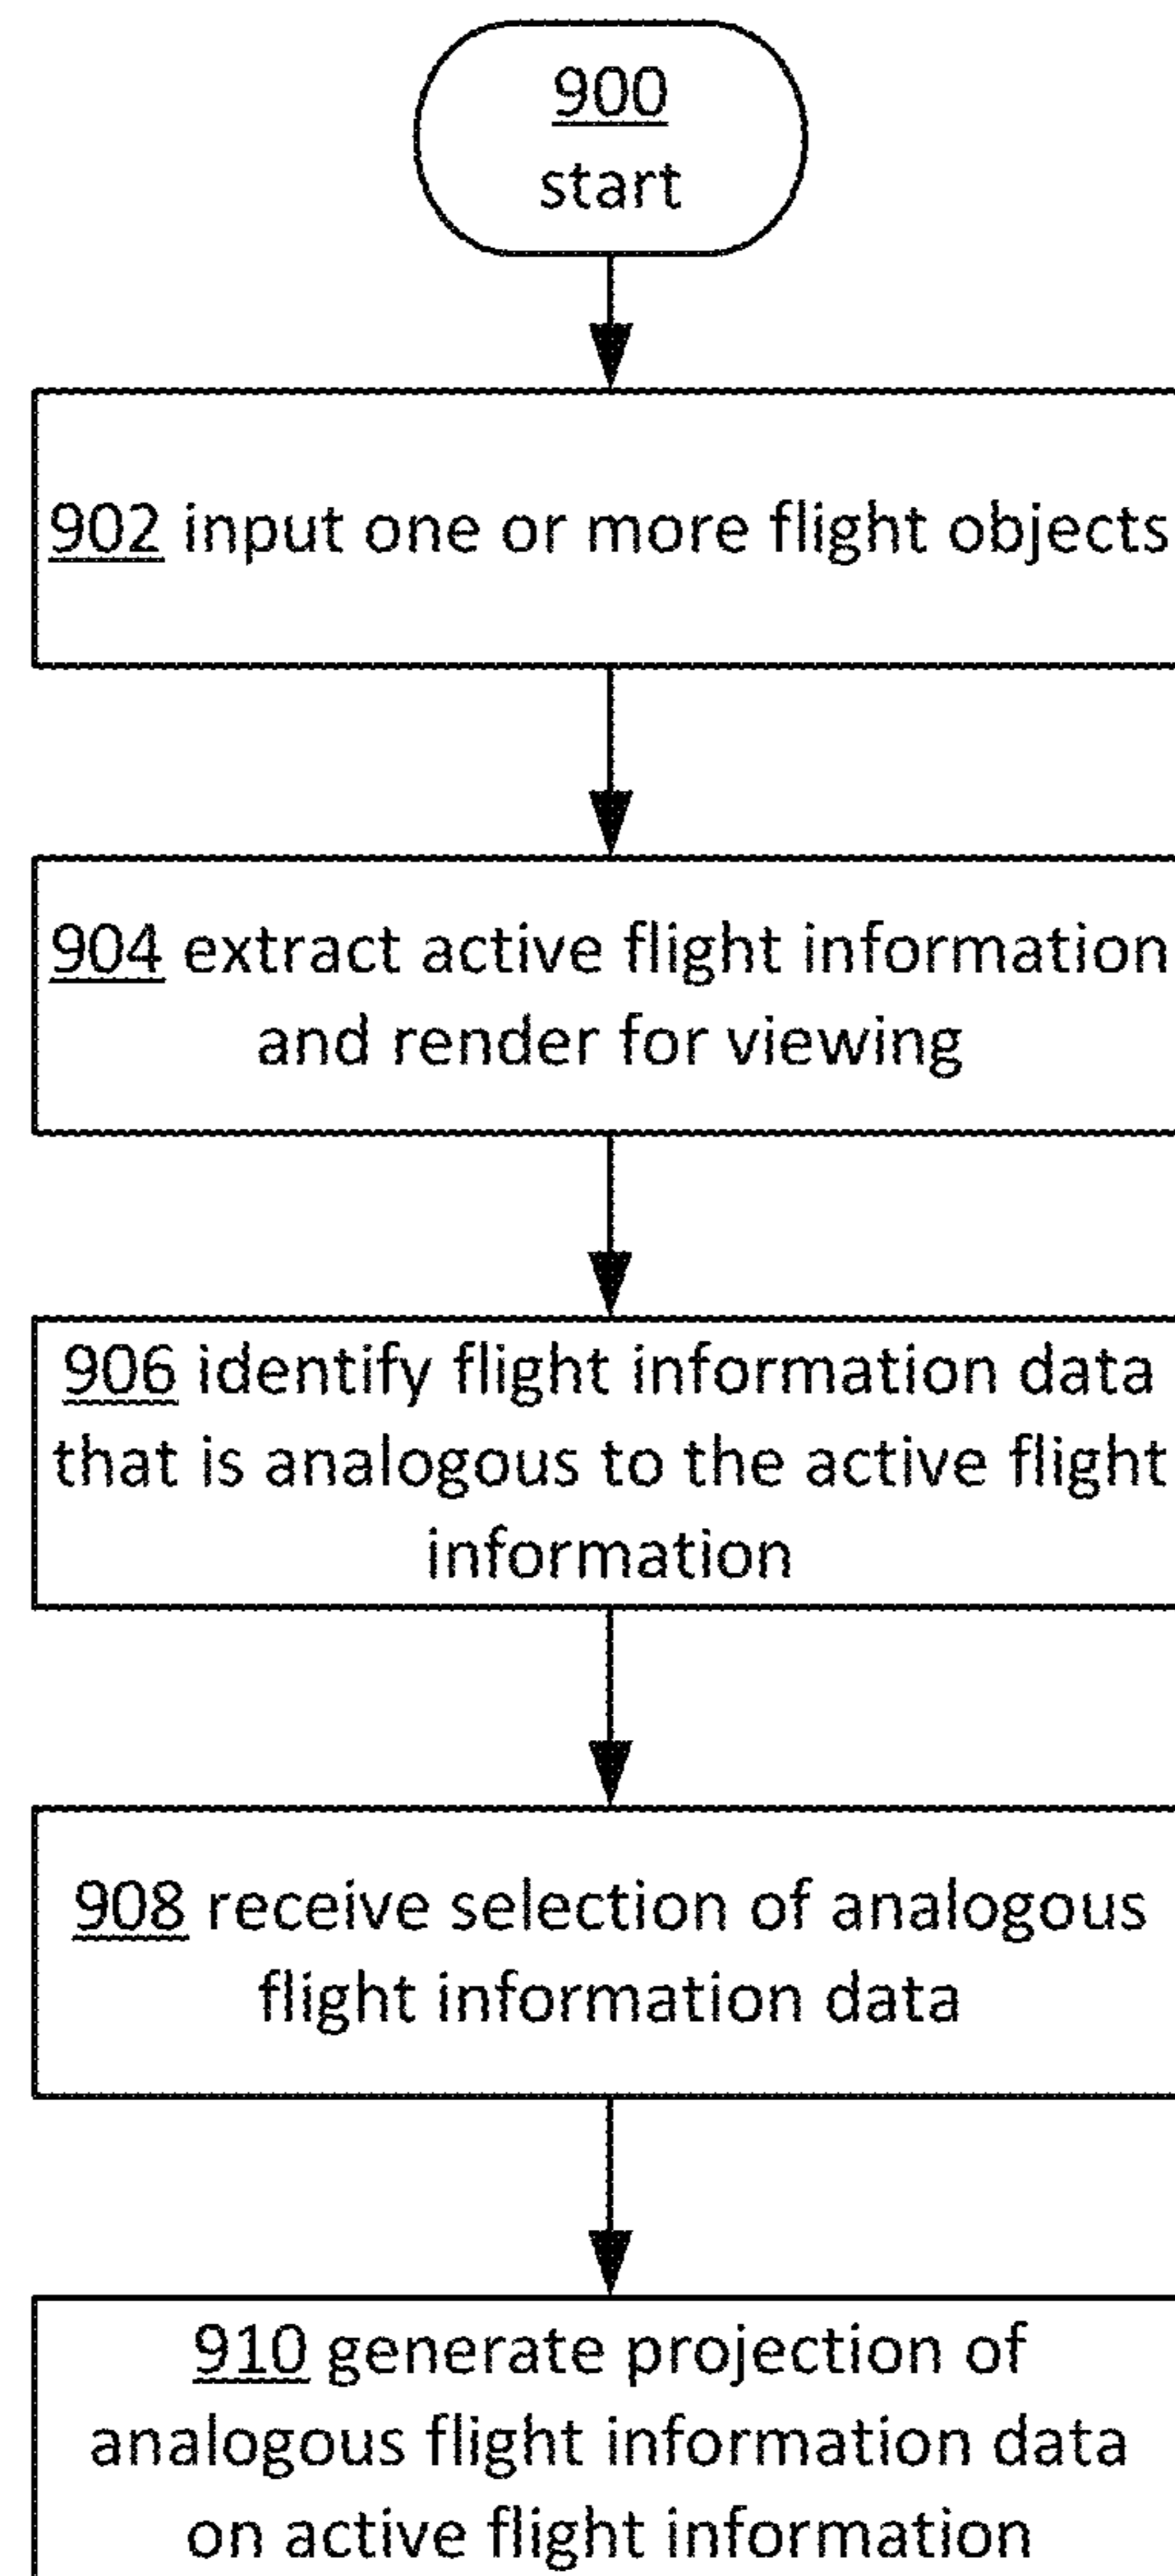 900
start
902 input one or more flight objects
904 extract active flight information
and render for viewing
906 identify flight information data
that is analogous to the active flight
information
908 receive selection of analogous
flight information data
910 generate projection of
analogous flight information data
on active flight information